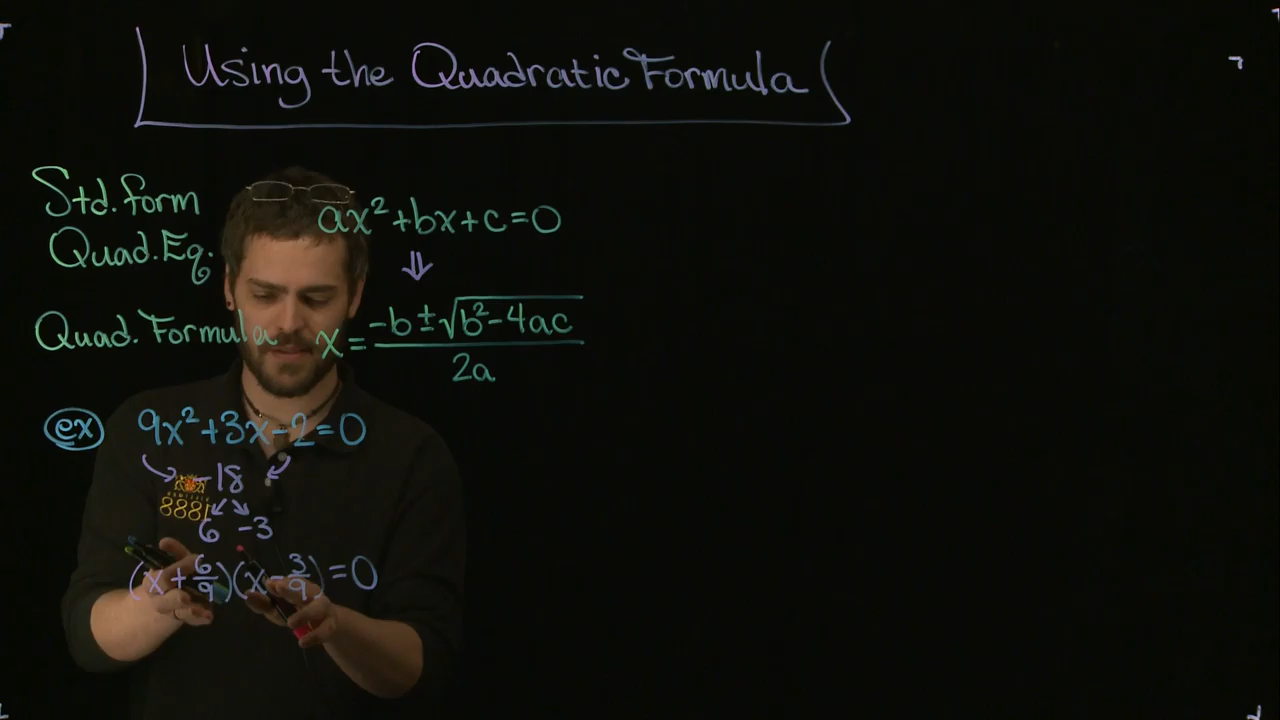 Using the Quadratic Formula
Std. form
Quad. Eq.
ax²+bx+c=0
⇓
Quad. Formula
x = (-b±√(b²-4ac))/(2a)
ex 9x²+3x-2=0
-18
8881
6 -3
(x+6/9)(x-3/9)=0